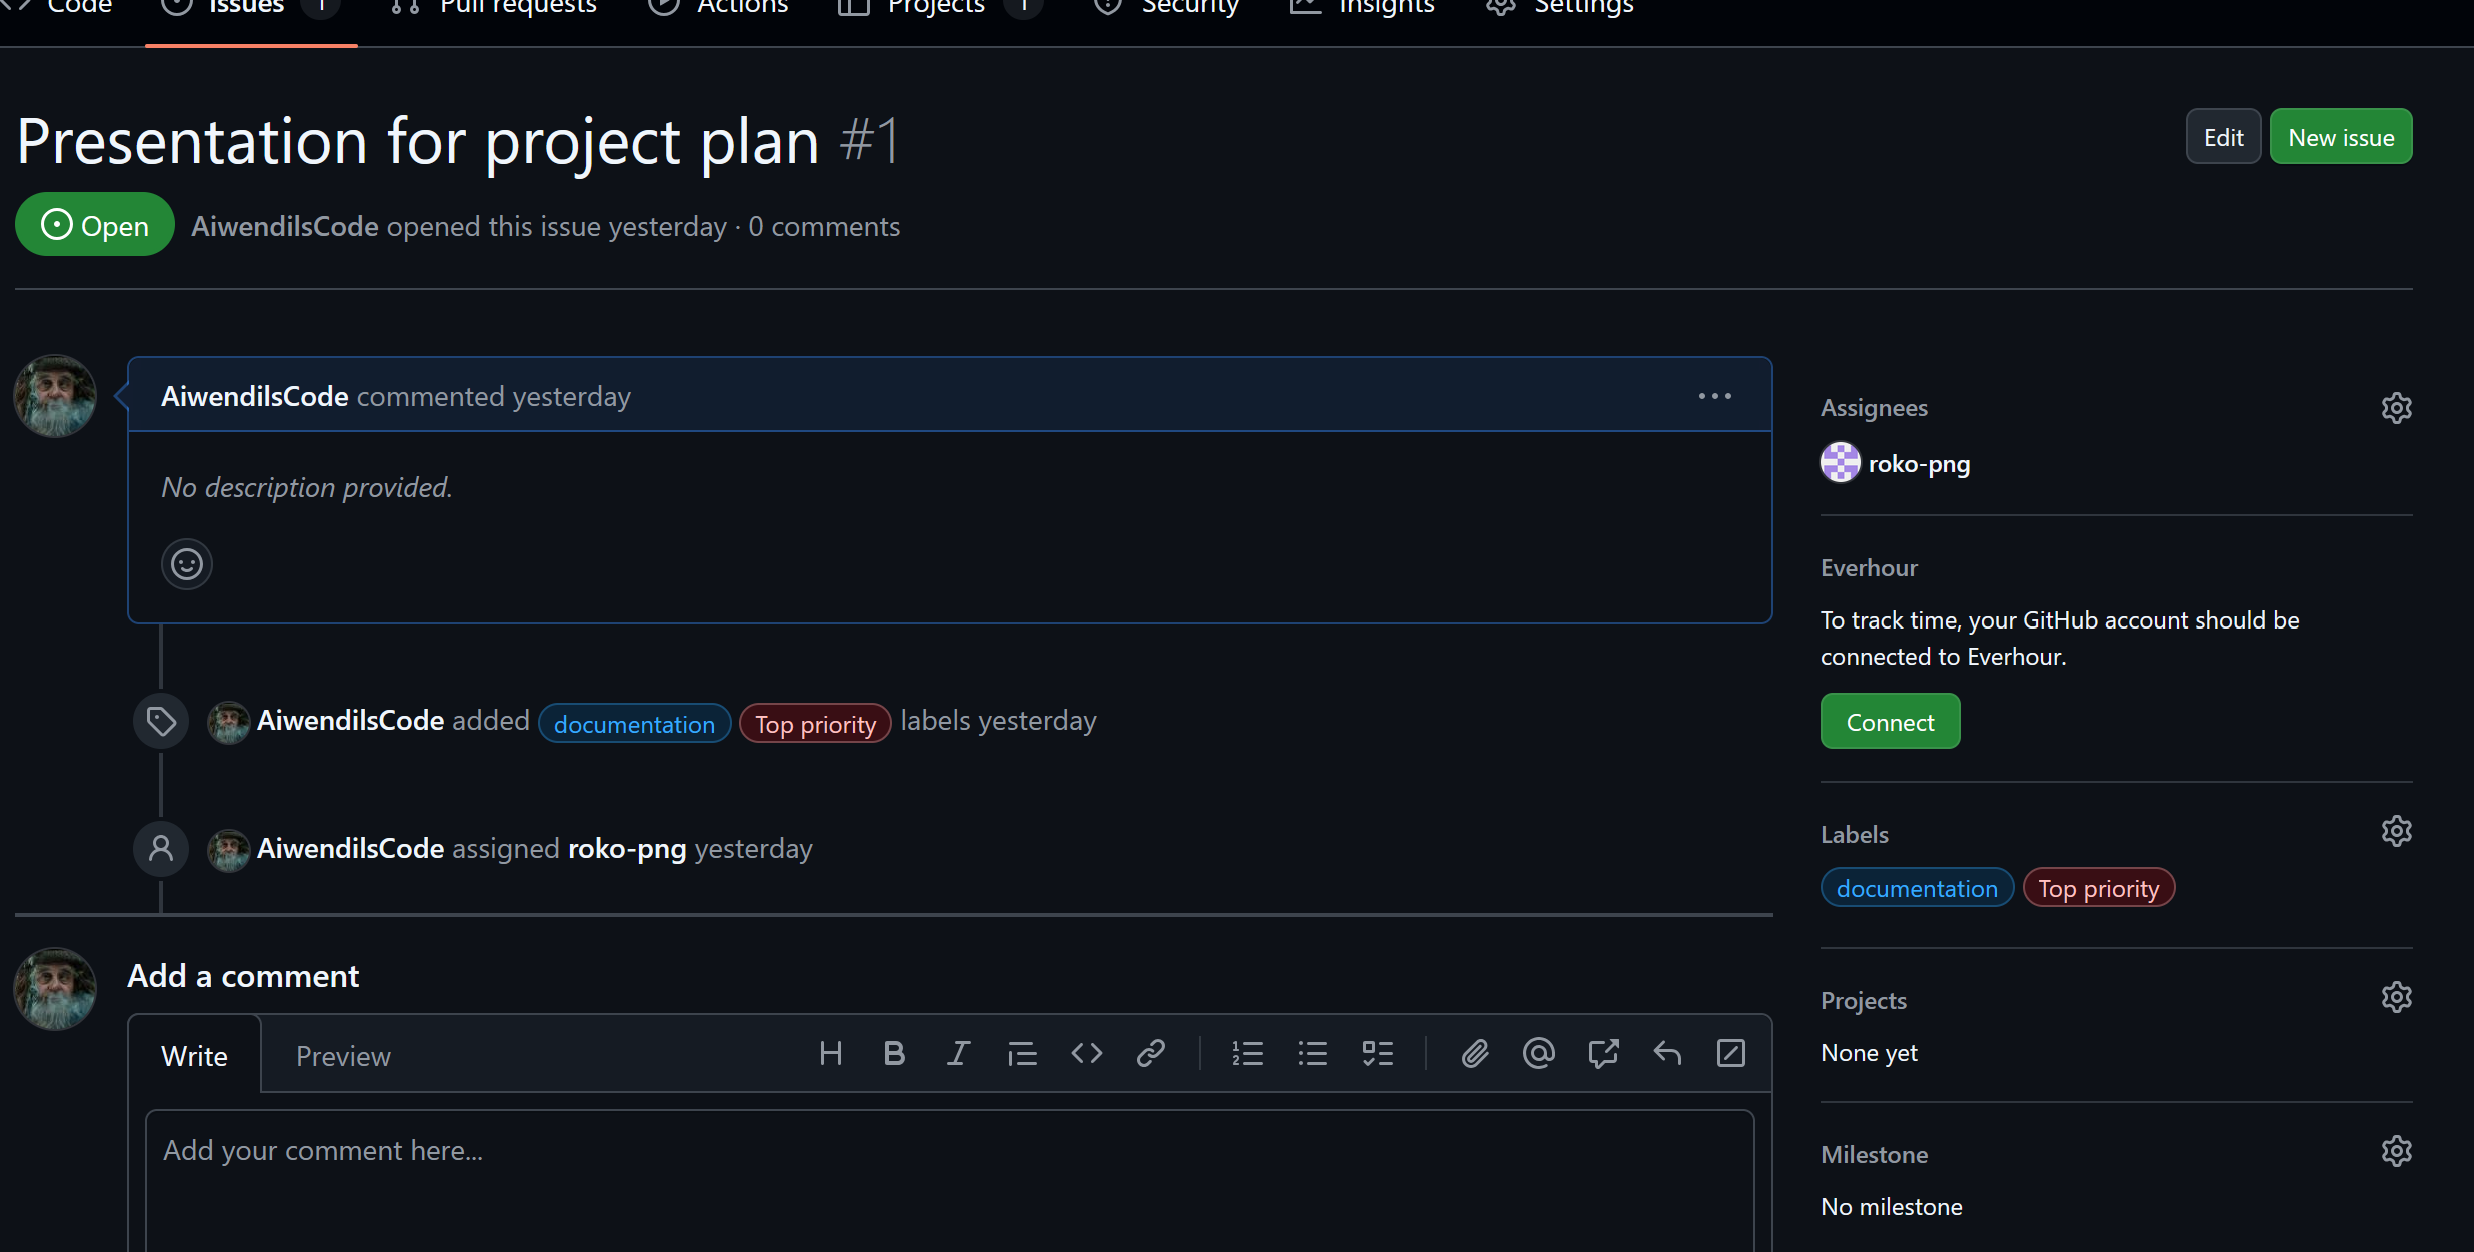 Code Issues 1 Pull requests Actions Projects 1 Security Insights Settings
Presentation for project plan #1
Edit New issue
Open AiwendilsCode opened this issue yesterday · 0 comments
AiwendilsCode commented yesterday
No description provided.
AiwendilsCode added documentation Top priority labels yesterday
AiwendilsCode assigned roko-png yesterday
Add a comment
Write Preview
Add your comment here...
Assignees
roko-png
Everhour
To track time, your GitHub account should be
connected to Everhour.
Connect
Labels
documentation Top priority
Projects
None yet
Milestone
No milestone